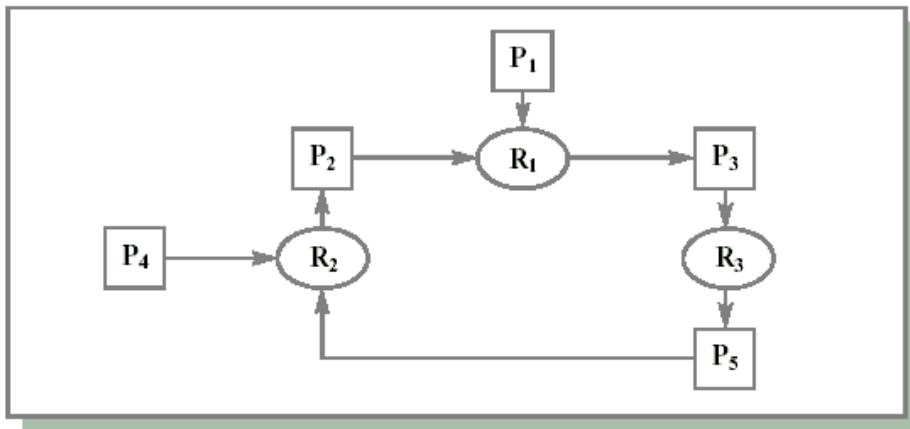 P₁
P₂ R₁ P₃
P₄ R₂ R₃
P₅